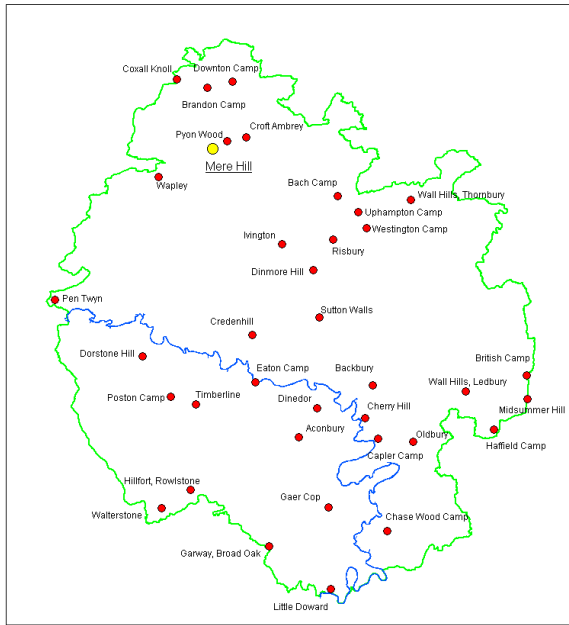 Coxall Knoll
Downton Camp
Brandon Camp
Pyon Wood
Croft Ambrey
Mere Hill
Wapley
Bach Camp
Wall Hills, Thornbury
Uphampton Camp
Westington Camp
Ivington
Risbury
Dinmore Hill
Pen Twyn
Sutton Walls
Credenhill
Dorstone Hill
Eaton Camp
Backbury
British Camp
Wall Hills, Ledbury
Poston Camp
Timberline
Dinedor
Cherry Hill
Midsummer Hill
Aconbury
Oldbury
Haffield Camp
Capler Camp
Hillfort, Rowlstone
Walterstone
Gaer Cop
Chase Wood Camp
Garway, Broad Oak
Little Doward